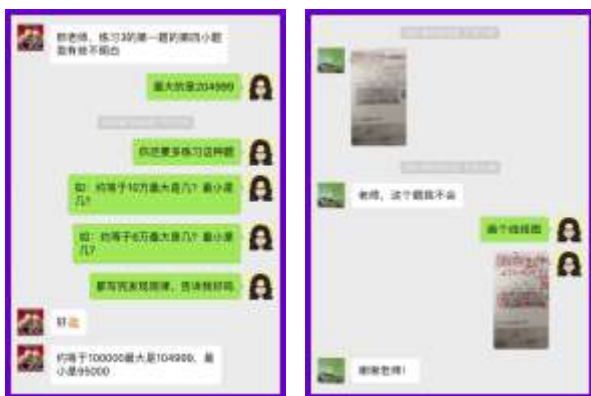 郭老师，练习3的第一题的第四小题
我有些不明白
最大的是204999
你还要多练习这种题
如：约等于10万最大是几？最小是
几？
如：约等于6万最大是几？最小是
几？
要写完发现规律，告诉我好吗
好
约等于100000最大是104999，最
小是95000
老师，这个题我不会
画个线段图
谢谢老师！